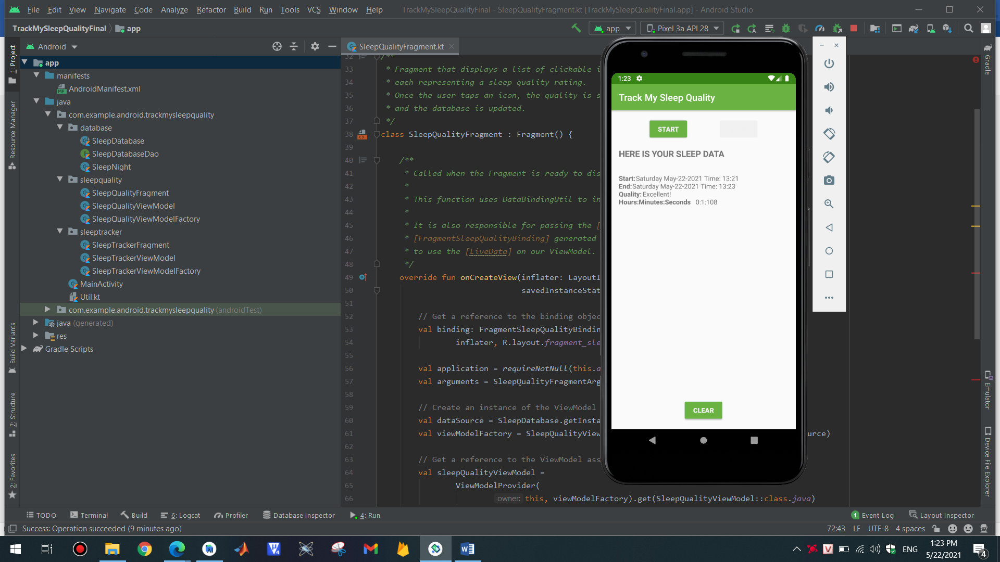 File Edit View Navigate Code Analyze Refactor Build Run Tools VCS Window Help TrackMySleepQualityFinal - SleepQualityFragment.kt [TrackMySleepQualityFinal.app] - Android Studio
TrackMySleepQualityFinal app app Pixel 3a API 28
Android
SleepQualityFragment.kt
1: Project
Resource Manager
Build Variants
7: Structure
2: Favorites
app
manifests
AndroidManifest.xml
java
com.example.android.trackmysleepquality
database
SleepDatabase
SleepDatabaseDao
SleepNight
sleepquality
SleepQualityFragment
SleepQualityViewModel
SleepQualityViewModelFactory
sleeptracker
SleepTrackerFragment
SleepTrackerViewModel
SleepTrackerViewModelFactory
MainActivity
Util.kt
com.example.android.trackmysleepquality (androidTest)
java (generated)
res
Gradle Scripts
32 /**
33 * Fragment that displays a list of clickable i
34 * each representing a sleep quality rating.
35 * Once the user taps an icon, the quality is s
36 * and the database is updated.
37 */
38 class SleepQualityFragment : Fragment() {
39
40 /**
41 * Called when the Fragment is ready to dis
42 *
43 * This function uses DataBindingUtil to in
44 *
45 * It is also responsible for passing the [
46 * [FragmentSleepQualityBinding] generated
47 * to use the [LiveData] on our ViewModel.
48 */
49 override fun onCreateView(inflater: LayoutI
50 savedInstanceStat
51
52 // Get a reference to the binding objec
53 val binding: FragmentSleepQualityBindin
54 inflater, R.layout.fragment_sle
55
56 val application = requireNotNull(this.a
57 val arguments = SleepQualityFragmentArg
58
59 // Create an instance of the ViewModel
60 val dataSource = SleepDatabase.getInsta
61 val viewModelFactory = SleepQualityView urce)
62
63 // Get a reference to the ViewModel ass
64 val sleepQualityViewModel =
65 ViewModelProvider(
66 owner: this, viewModelFactory).get(SleepQualityViewModel::class.java)
1:23
Track My Sleep Quality
START
HERE IS YOUR SLEEP DATA
Start:Saturday May-22-2021 Time: 13:21
End:Saturday May-22-2021 Time: 13:23
Quality:Excellent!
Hours:Minutes:Seconds 0:1:108
CLEAR
Gradle
Emulator
Device File Explorer
TODO Terminal Build 6: Logcat Profiler Database Inspector 4: Run 1 Event Log Layout Inspector
Success: Operation succeeded (9 minutes ago) 72:43 LF UTF-8 4 spaces
ENG
1:23 PM
5/22/2021
4